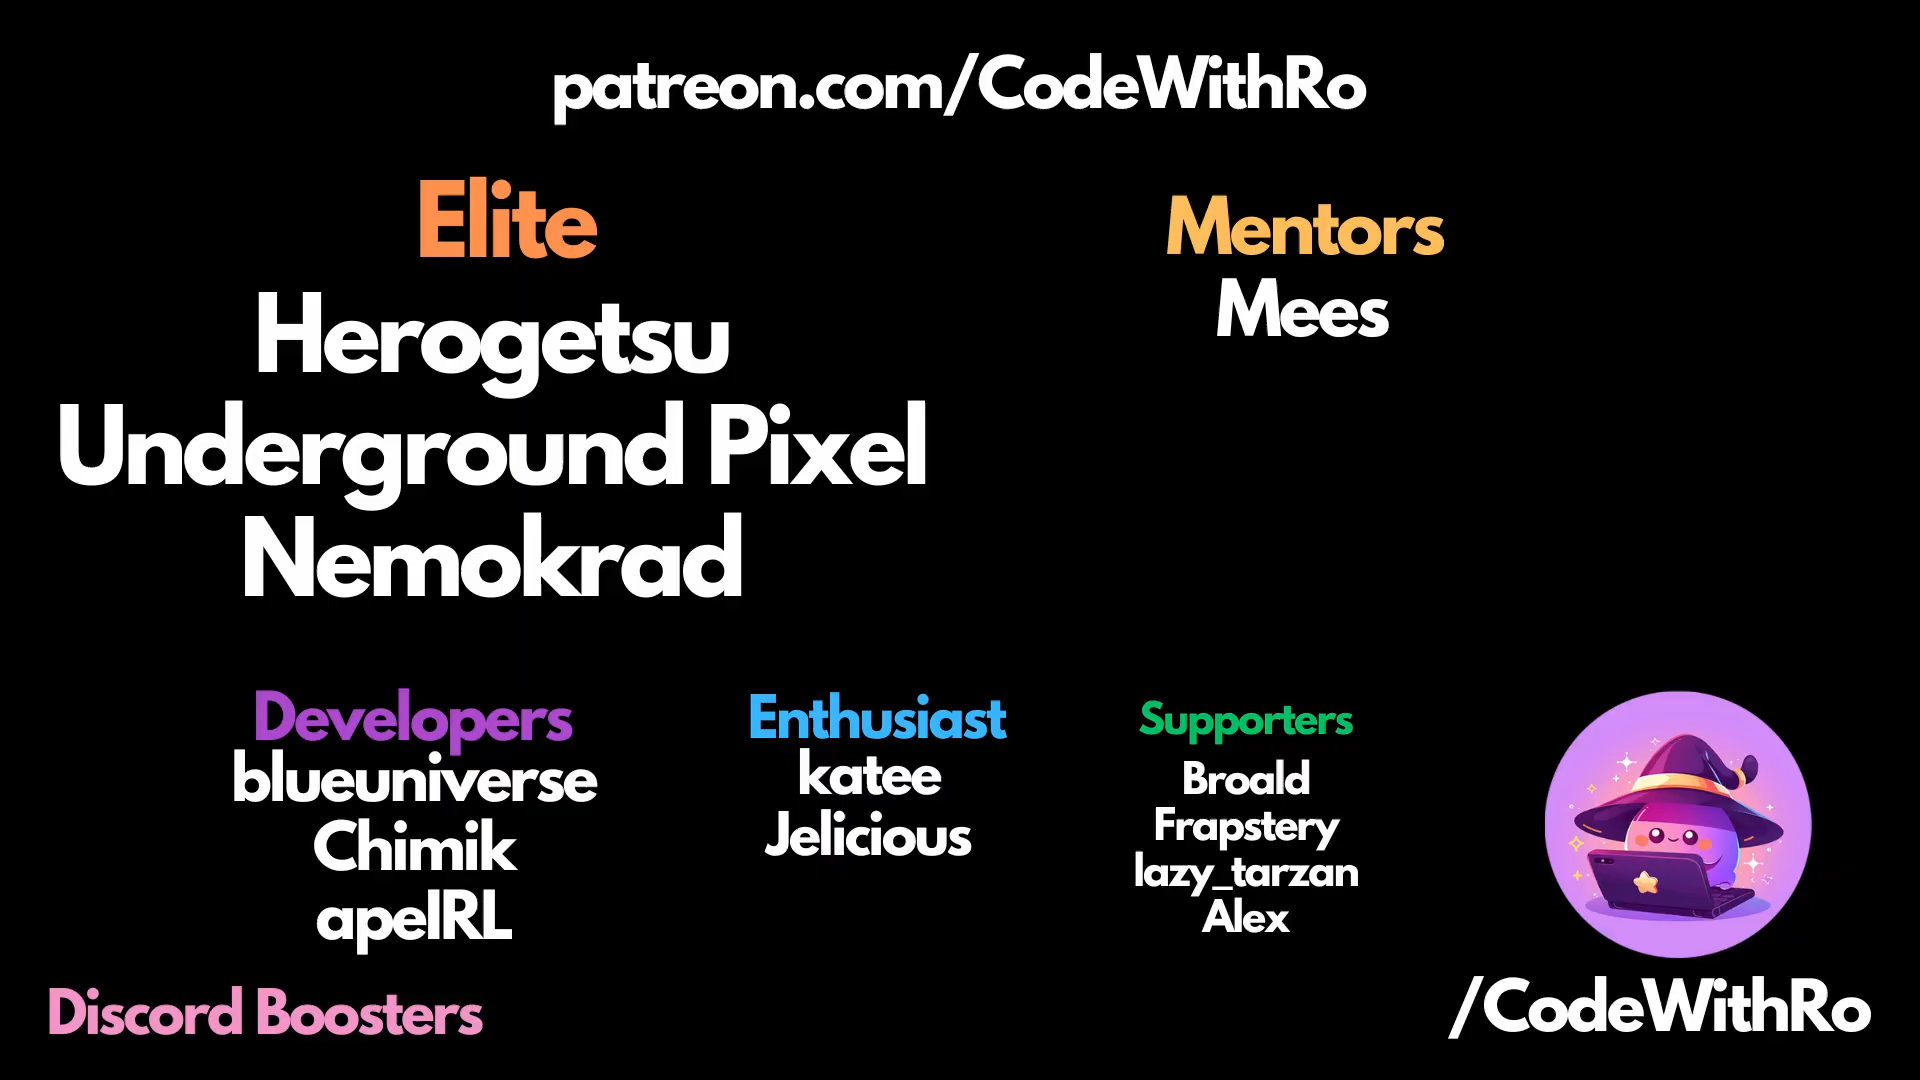 patreon.com/CodeWithRo
Elite
Herogetsu
Underground Pixel
Nemokrad
Mentors
Mees
Developers
blueuniverse
Chimik
apeIRL
Enthusiast
katee
Jelicious
Supporters
Broald
Frapstery
lazy_tarzan
Alex
Discord Boosters
/CodeWithRo